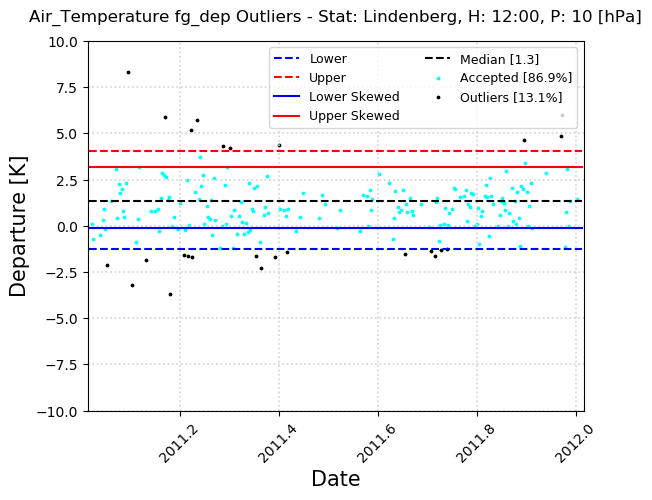 Air_Temperature fg_dep Outliers - Stat: Lindenberg, H: 12:00, P: 10 [hPa]
Lower
Upper
Lower Skewed
Upper Skewed
Median [1.3]
Accepted [86.9%]
Outliers [13.1%]
Departure [K]
10.0
7.5
5.0
2.5
0.0
−2.5
−5.0
−7.5
−10.0
2011.2
2011.4
2011.6
2011.8
2012.0
Date